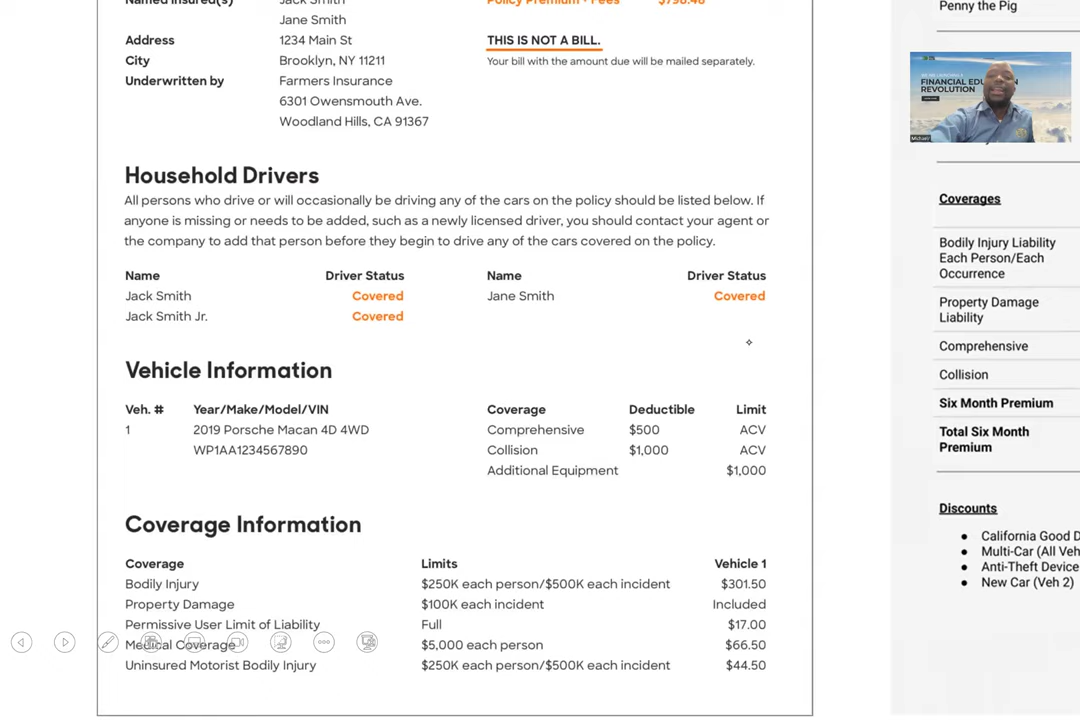 Named Insured(s) Jack Smith Policy Premium + Fees $798.48
Jane Smith
Address 1234 Main St THIS IS NOT A BILL.
City Brooklyn, NY 11211 Your bill with the amount due will be mailed separately.
Underwritten by Farmers Insurance
6301 Owensmouth Ave.
Woodland Hills, CA 91367
Household Drivers
All persons who drive or will occasionally be driving any of the cars on the policy should be listed below. If
anyone is missing or needs to be added, such as a newly licensed driver, you should contact your agent or
the company to add that person before they begin to drive any of the cars covered on the policy.
Name Driver Status Name Driver Status
Jack Smith Covered Jane Smith Covered
Jack Smith Jr. Covered
Vehicle Information
Veh. # Year/Make/Model/VIN Coverage Deductible Limit
1 2019 Porsche Macan 4D 4WD Comprehensive $500 ACV
WP1AA1234567890 Collision $1,000 ACV
Additional Equipment $1,000
Coverage Information
Coverage Limits Vehicle 1
Bodily Injury $250K each person/$500K each incident $301.50
Property Damage $100K each incident Included
Permissive User Limit of Liability Full $17.00
Medical Coverage $5,000 each person $66.50
Uninsured Motorist Bodily Injury $250K each person/$500K each incident $44.50
Penny the Pig
FINANCIAL EDU N
REVOLUTION
Michael
Coverages
Bodily Injury Liability
Each Person/Each
Occurrence
Property Damage
Liability
Comprehensive
Collision
Six Month Premium
Total Six Month
Premium
Discounts
● California Good D
● Multi-Car (All Veh
● Anti-Theft Device
● New Car (Veh 2)